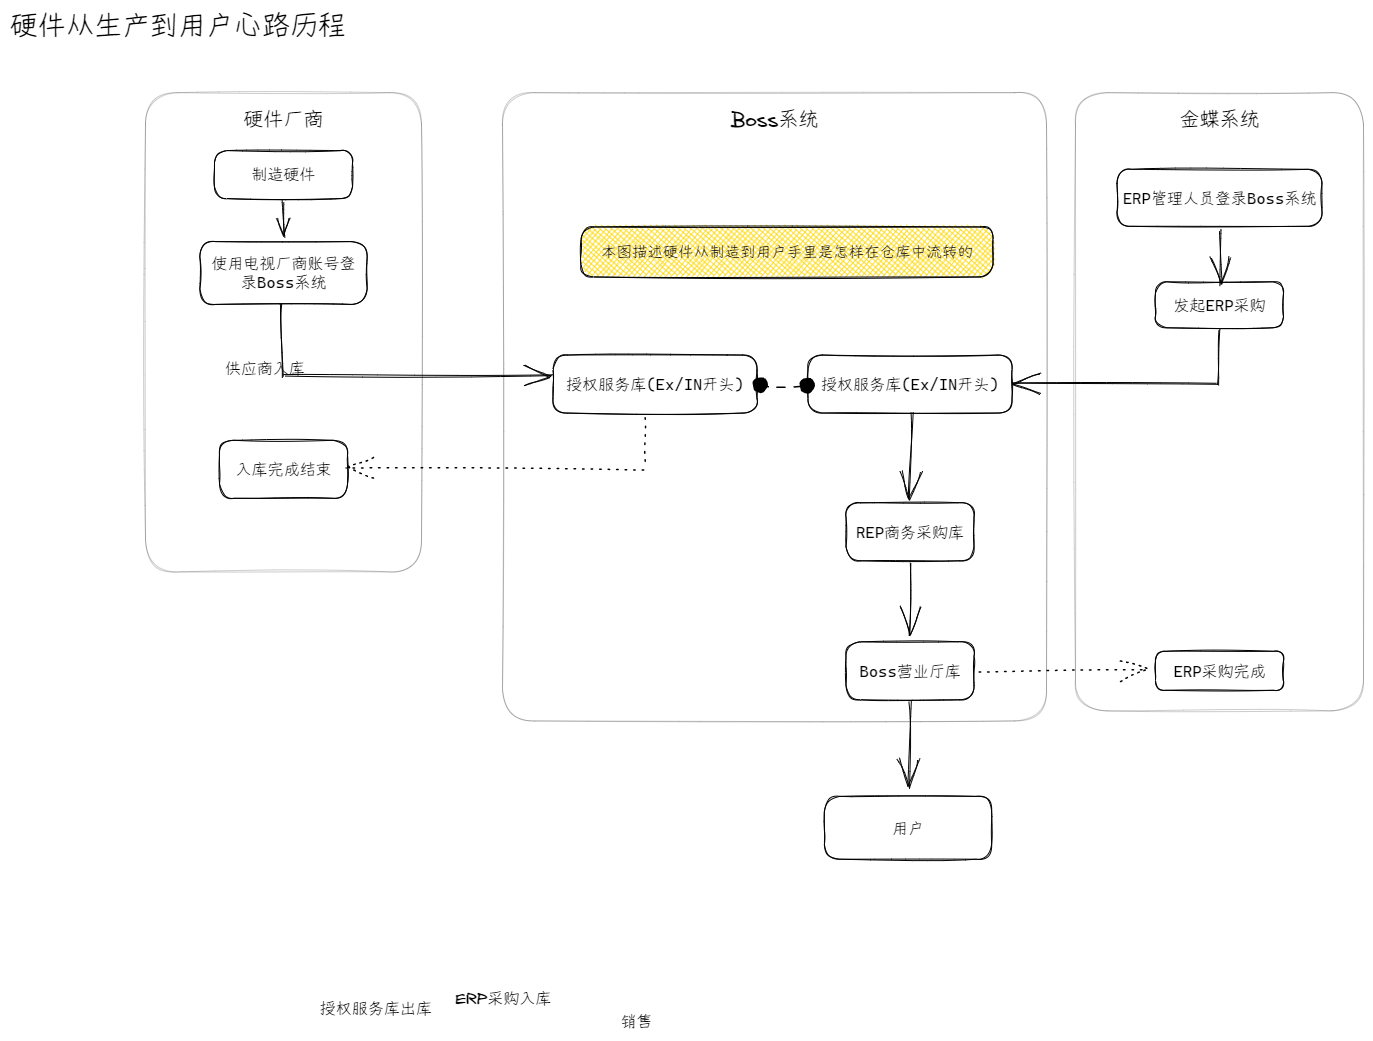 硬件从生产到用户心路历程
硬件厂商
制造硬件
使用电视厂商账号登
录Boss系统
供应商入库
入库完成结束
Boss系统
本图描述硬件从制造到用户手里是怎样在仓库中流转的
授权服务库(Ex/IN开头)
授权服务库(Ex/IN开头)
REP商务采购库
Boss营业厅库
用户
金蝶系统
ERP管理人员登录Boss系统
发起ERP采购
ERP采购完成
授权服务库出库
ERP采购入库
销售